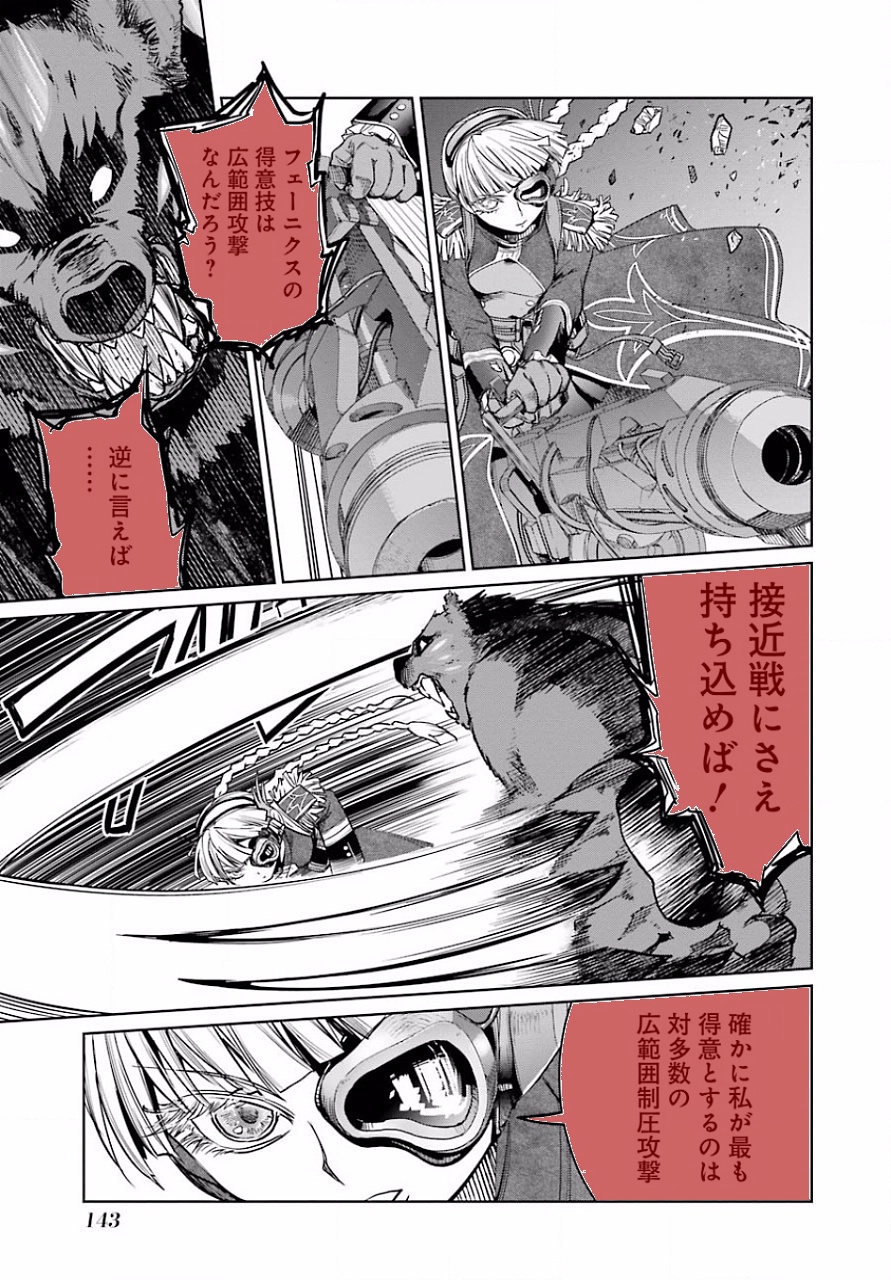 フェーニクスの
得意技は
広範囲攻撃
なんだろう？
逆に言えば
……
接近戦にさえ
持ち込めば！
確かに私が最も
得意とするのは
対多数の
広範囲制圧攻撃
143